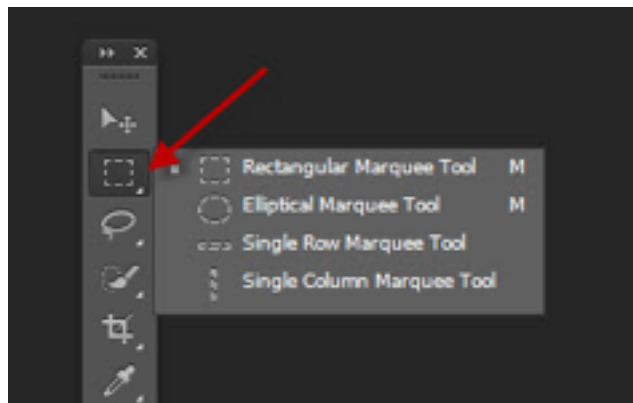 Rectangular Marquee Tool M
Elliptical Marquee Tool M
Single Row Marquee Tool
Single Column Marquee Tool